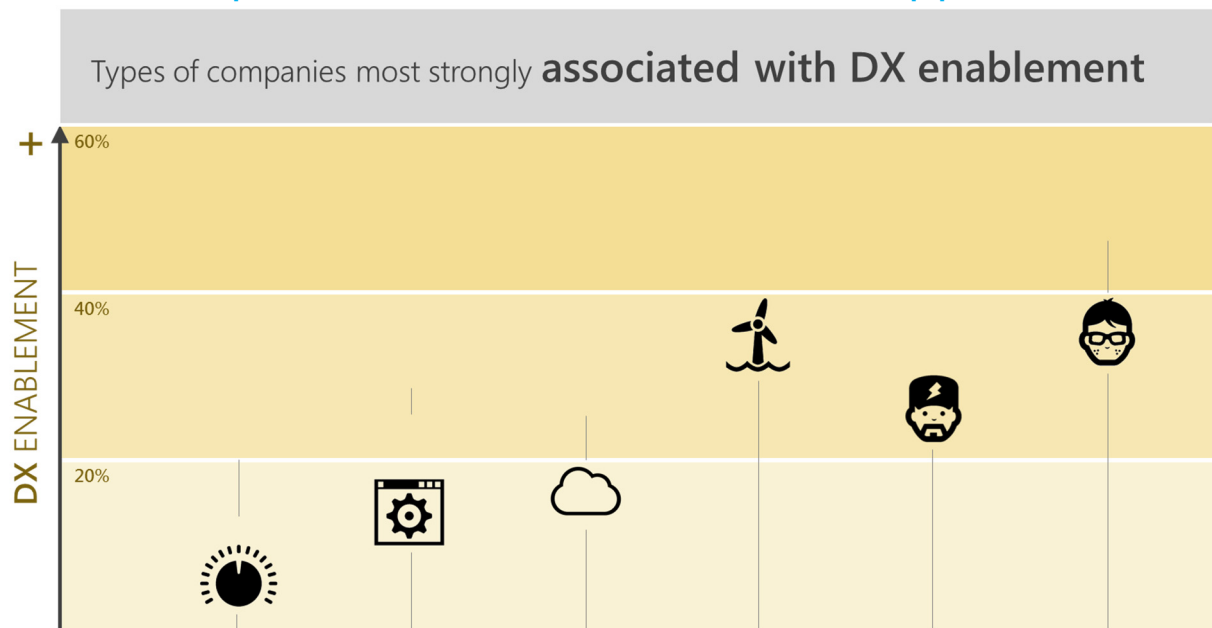 Types of companies most strongly associated with DX enablement
+
60%
40%
20%
DX ENABLEMENT